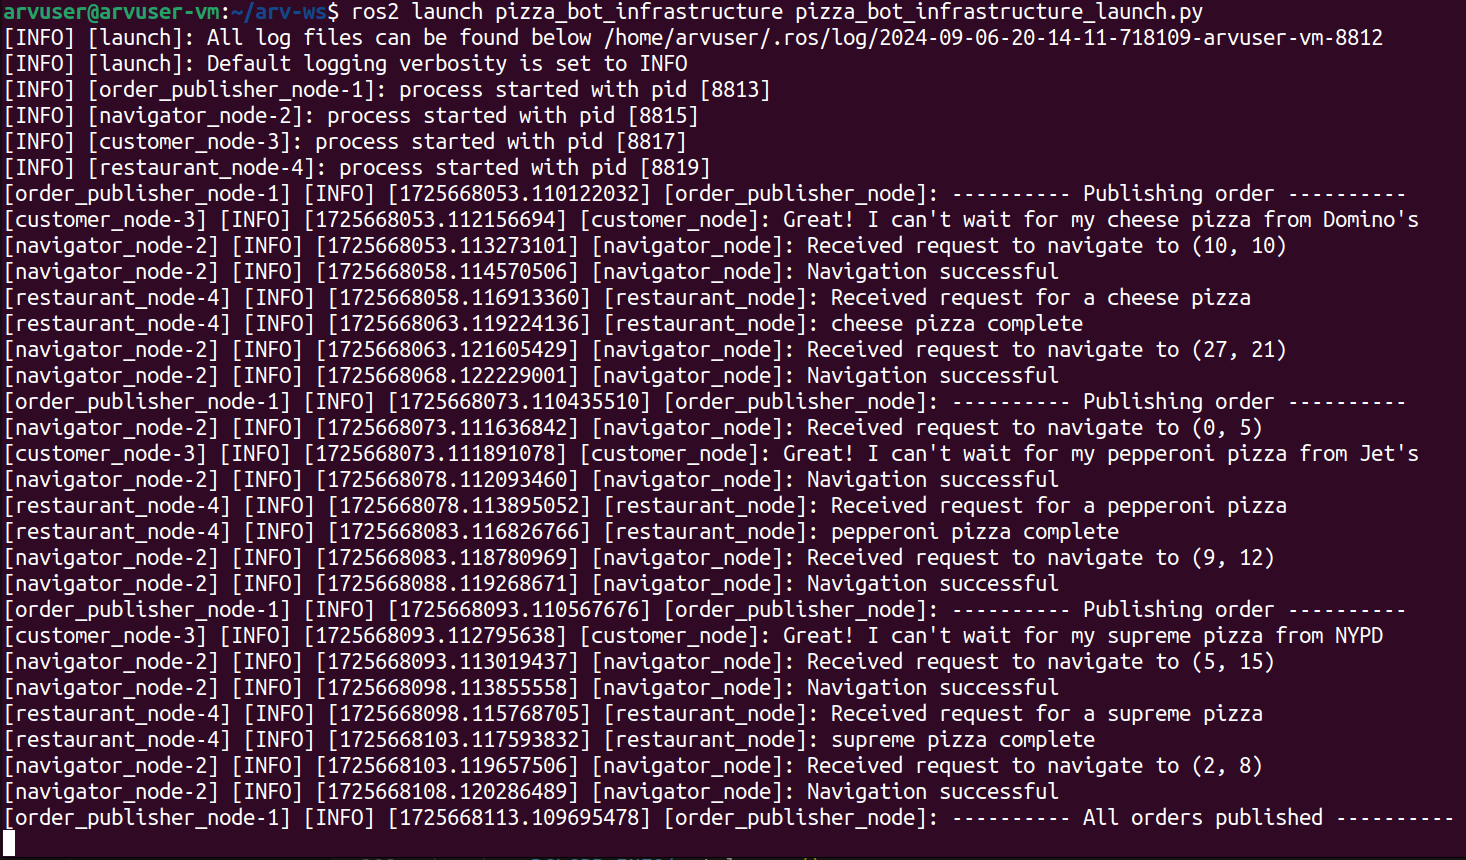 arvuser@arvuser-vm:~/arv-ws$ ros2 launch pizza_bot_infrastructure pizza_bot_infrastructure_launch.py
[INFO] [launch]: All log files can be found below /home/arvuser/.ros/log/2024-09-06-20-14-11-718109-arvuser-vm-8812
[INFO] [launch]: Default logging verbosity is set to INFO
[INFO] [order_publisher_node-1]: process started with pid [8813]
[INFO] [navigator_node-2]: process started with pid [8815]
[INFO] [customer_node-3]: process started with pid [8817]
[INFO] [restaurant_node-4]: process started with pid [8819]
[order_publisher_node-1] [INFO] [1725668053.110122032] [order_publisher_node]: ---------- Publishing order ----------
[customer_node-3] [INFO] [1725668053.112156694] [customer_node]: Great! I can't wait for my cheese pizza from Domino's
[navigator_node-2] [INFO] [1725668053.113273101] [navigator_node]: Received request to navigate to (10, 10)
[navigator_node-2] [INFO] [1725668058.114570506] [navigator_node]: Navigation successful
[restaurant_node-4] [INFO] [1725668058.116913360] [restaurant_node]: Received request for a cheese pizza
[restaurant_node-4] [INFO] [1725668063.119224136] [restaurant_node]: cheese pizza complete
[navigator_node-2] [INFO] [1725668063.121605429] [navigator_node]: Received request to navigate to (27, 21)
[navigator_node-2] [INFO] [1725668068.122229001] [navigator_node]: Navigation successful
[order_publisher_node-1] [INFO] [1725668073.110435510] [order_publisher_node]: ---------- Publishing order ----------
[navigator_node-2] [INFO] [1725668073.111636842] [navigator_node]: Received request to navigate to (0, 5)
[customer_node-3] [INFO] [1725668073.111891078] [customer_node]: Great! I can't wait for my pepperoni pizza from Jet's
[navigator_node-2] [INFO] [1725668078.112093460] [navigator_node]: Navigation successful
[restaurant_node-4] [INFO] [1725668078.113895052] [restaurant_node]: Received request for a pepperoni pizza
[restaurant_node-4] [INFO] [1725668083.116826766] [restaurant_node]: pepperoni pizza complete
[navigator_node-2] [INFO] [1725668083.118780969] [navigator_node]: Received request to navigate to (9, 12)
[navigator_node-2] [INFO] [1725668088.119268671] [navigator_node]: Navigation successful
[order_publisher_node-1] [INFO] [1725668093.110567676] [order_publisher_node]: ---------- Publishing order ----------
[customer_node-3] [INFO] [1725668093.112795638] [customer_node]: Great! I can't wait for my supreme pizza from NYPD
[navigator_node-2] [INFO] [1725668093.113019437] [navigator_node]: Received request to navigate to (5, 15)
[navigator_node-2] [INFO] [1725668098.113855558] [navigator_node]: Navigation successful
[restaurant_node-4] [INFO] [1725668098.115768705] [restaurant_node]: Received request for a supreme pizza
[restaurant_node-4] [INFO] [1725668103.117593832] [restaurant_node]: supreme pizza complete
[navigator_node-2] [INFO] [1725668103.119657506] [navigator_node]: Received request to navigate to (2, 8)
[navigator_node-2] [INFO] [1725668108.120286489] [navigator_node]: Navigation successful
[order_publisher_node-1] [INFO] [1725668113.109695478] [order_publisher_node]: ---------- All orders published ----------